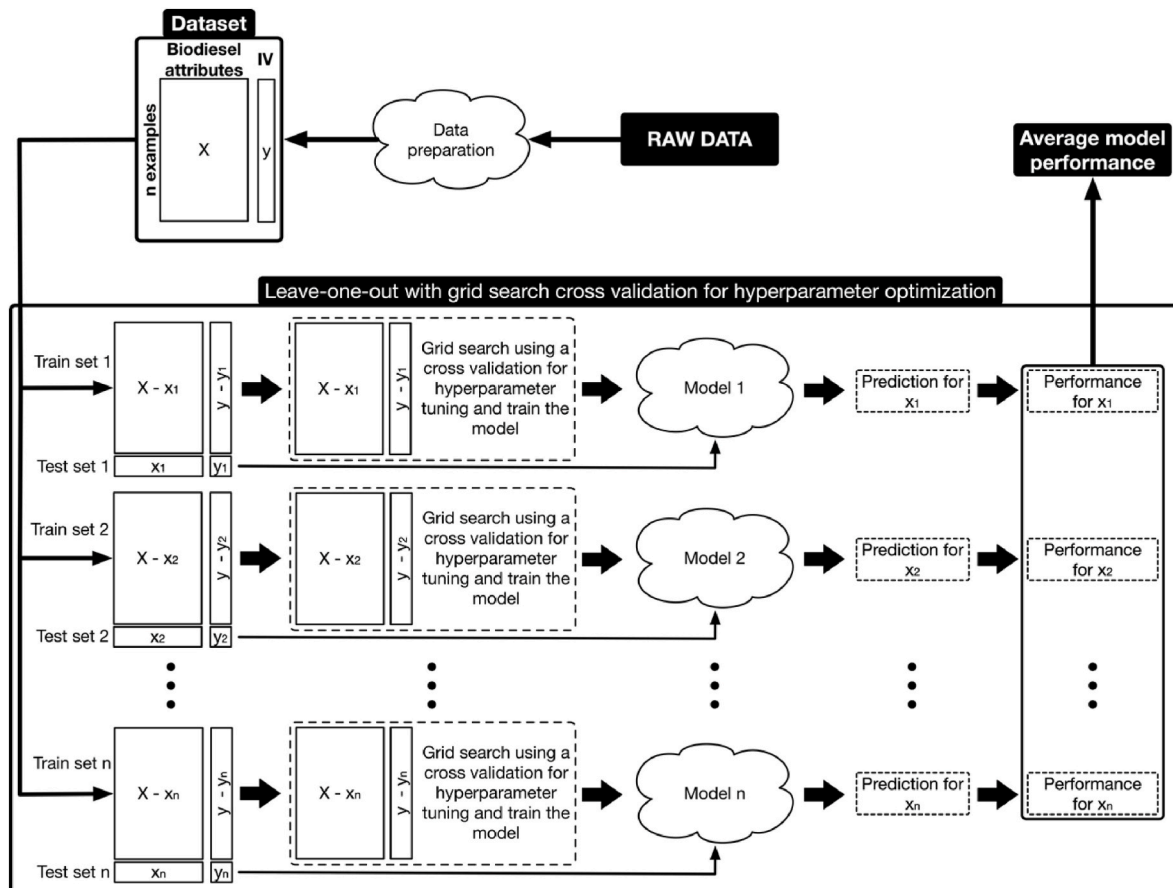 Dataset
Biodiesel
attributes
IV
n examples
X
y
Data
preparation
RAW DATA
Average model
performance
Leave-one-out with grid search cross validation for hyperparameter optimization
Train set 1
X - x1
y - y1
X - x1
y - y1
Grid search using a
cross validation for
hyperparameter
tuning and train the
model
Model 1
Prediction for
x1
Performance
for x1
Test set 1
x1
y1
Train set 2
X - x2
y - y2
X - x2
y - y2
Grid search using a
cross validation for
hyperparameter
tuning and train the
model
Model 2
Prediction for
x2
Performance
for x2
Test set 2
x2
y2
Train set n
X - xn
y - yn
X - xn
y - yn
Grid search using a
cross validation for
hyperparameter
tuning and train the
model
Model n
Prediction for
xn
Performance
for xn
Test set n
xn
yn